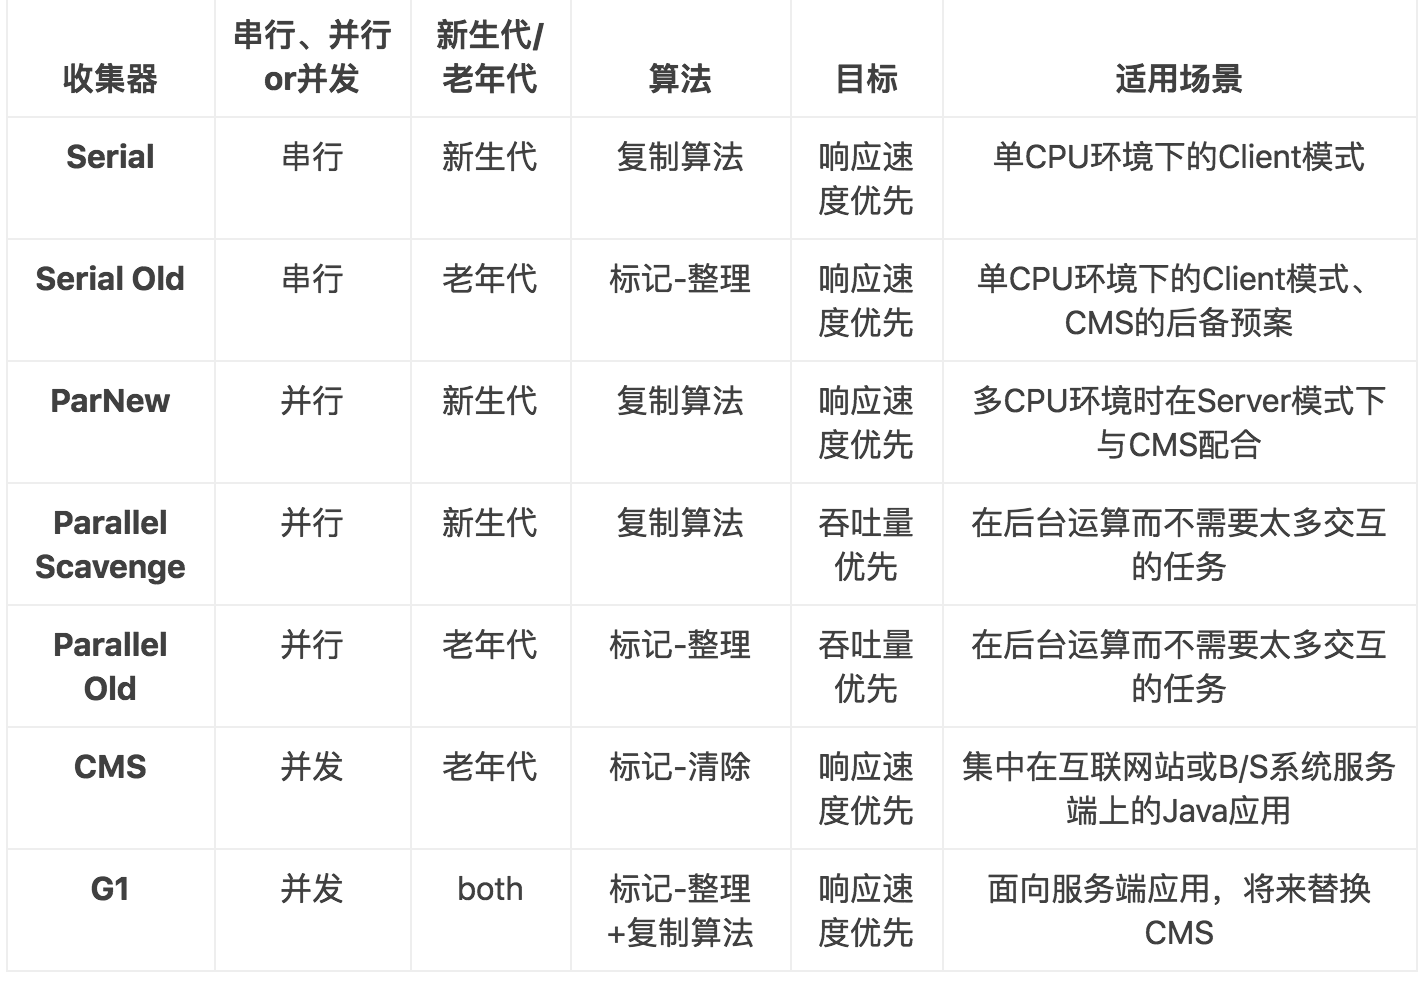 收集器
串行、并行
or并发
新生代/
老年代
算法
目标
适用场景
Serial
串行
新生代
复制算法
响应速
度优先
单CPU环境下的Client模式
Serial Old
串行
老年代
标记-整理
响应速
度优先
单CPU环境下的Client模式、
CMS的后备预案
ParNew
并行
新生代
复制算法
响应速
度优先
多CPU环境时在Server模式下
与CMS配合
Parallel
Scavenge
并行
新生代
复制算法
吞吐量
优先
在后台运算而不需要太多交互
的任务
Parallel
Old
并行
老年代
标记-整理
吞吐量
优先
在后台运算而不需要太多交互
的任务
CMS
并发
老年代
标记-清除
响应速
度优先
集中在互联网站或B/S系统服务
端上的Java应用
G1
并发
both
标记-整理
+复制算法
响应速
度优先
面向服务端应用，将来替换
CMS